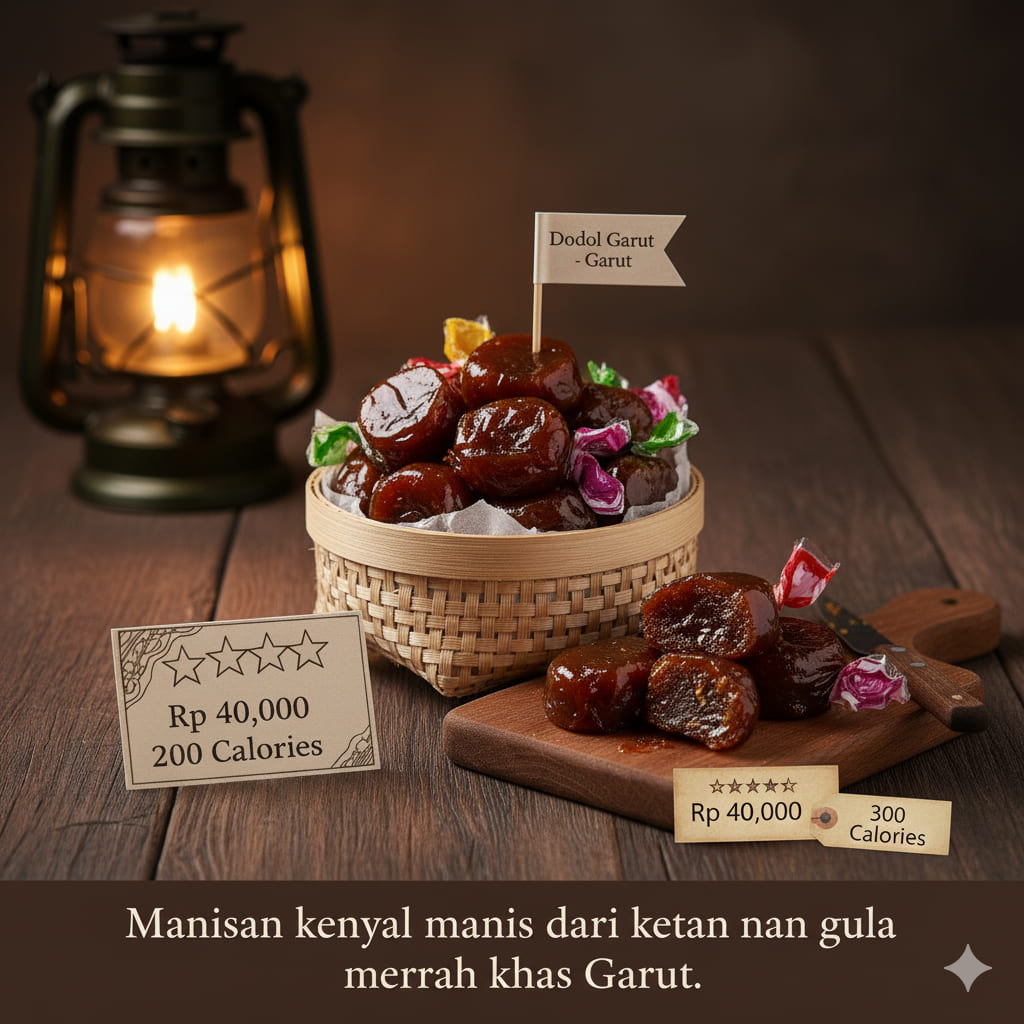 Dodol Garut
- Garut
Rp 40,000
200 Calories
Rp 40,000
300
Calories
Manisan kenyal manis dari ketan nan gula
merrah khas Garut.